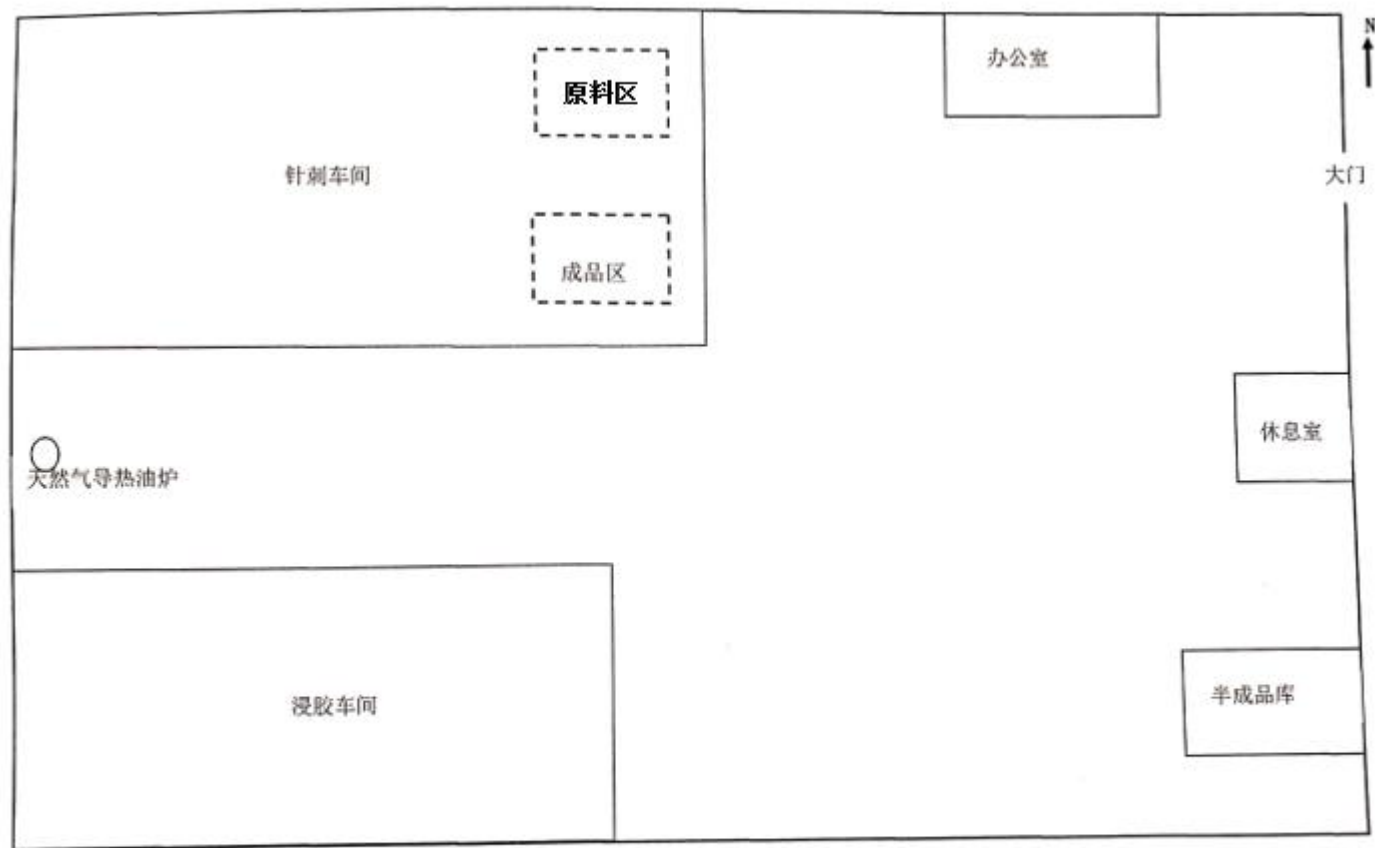 N
办公室
原料区
针刺车间
大门
成品区
休息室
天然气导热油炉
半成品库
浸胶车间